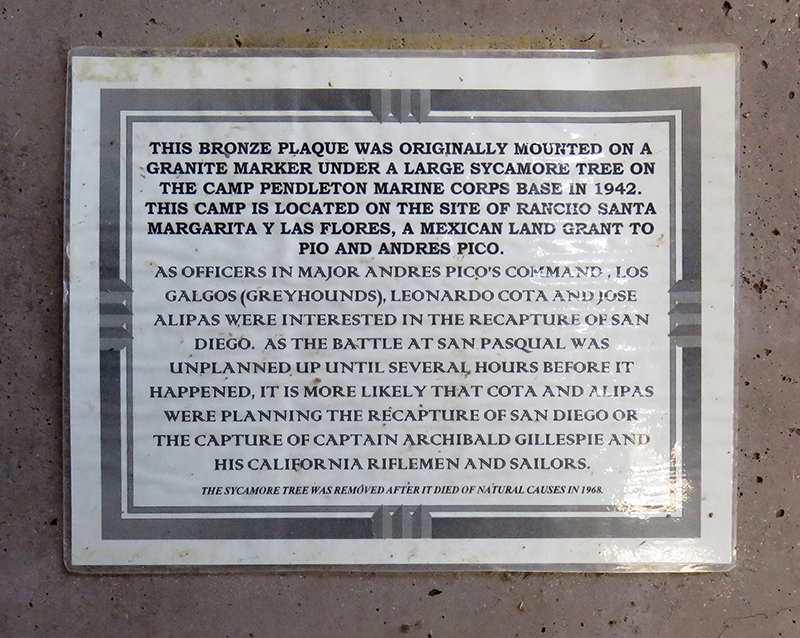 THIS BRONZE PLAQUE WAS ORIGINALLY MOUNTED ON A
GRANITE MARKER UNDER A LARGE SYCAMORE TREE ON
THE CAMP PENDLETON MARINE CORPS BASE IN 1942.
THIS CAMP IS LOCATED ON THE SITE OF RANCHO SANTA
MARGARITA Y LAS FLORES, A MEXICAN LAND GRANT TO
PIO AND ANDRES PICO.
AS OFFICERS IN MAJOR ANDRES PICO'S COMMAND , LOS
GALGOS (GREYHOUNDS), LEONARDO COTA AND JOSE
ALIPAS WERE INTERESTED IN THE RECAPTURE OF SAN
DIEGO. AS THE BATTLE AT SAN PASQUAL WAS
UNPLANNED UP UNTIL SEVERAL HOURS BEFORE IT
HAPPENED, IT IS MORE LIKELY THAT COTA AND ALIPAS
WERE PLANNING THE RECAPTURE OF SAN DIEGO OR
THE CAPTURE OF CAPTAIN ARCHIBALD GILLESPIE AND
HIS CALIFORNIA RIFLEMEN AND SAILORS.
THE SYCAMORE TREE WAS REMOVED AFTER IT DIED OF NATURAL CAUSES IN 1968.